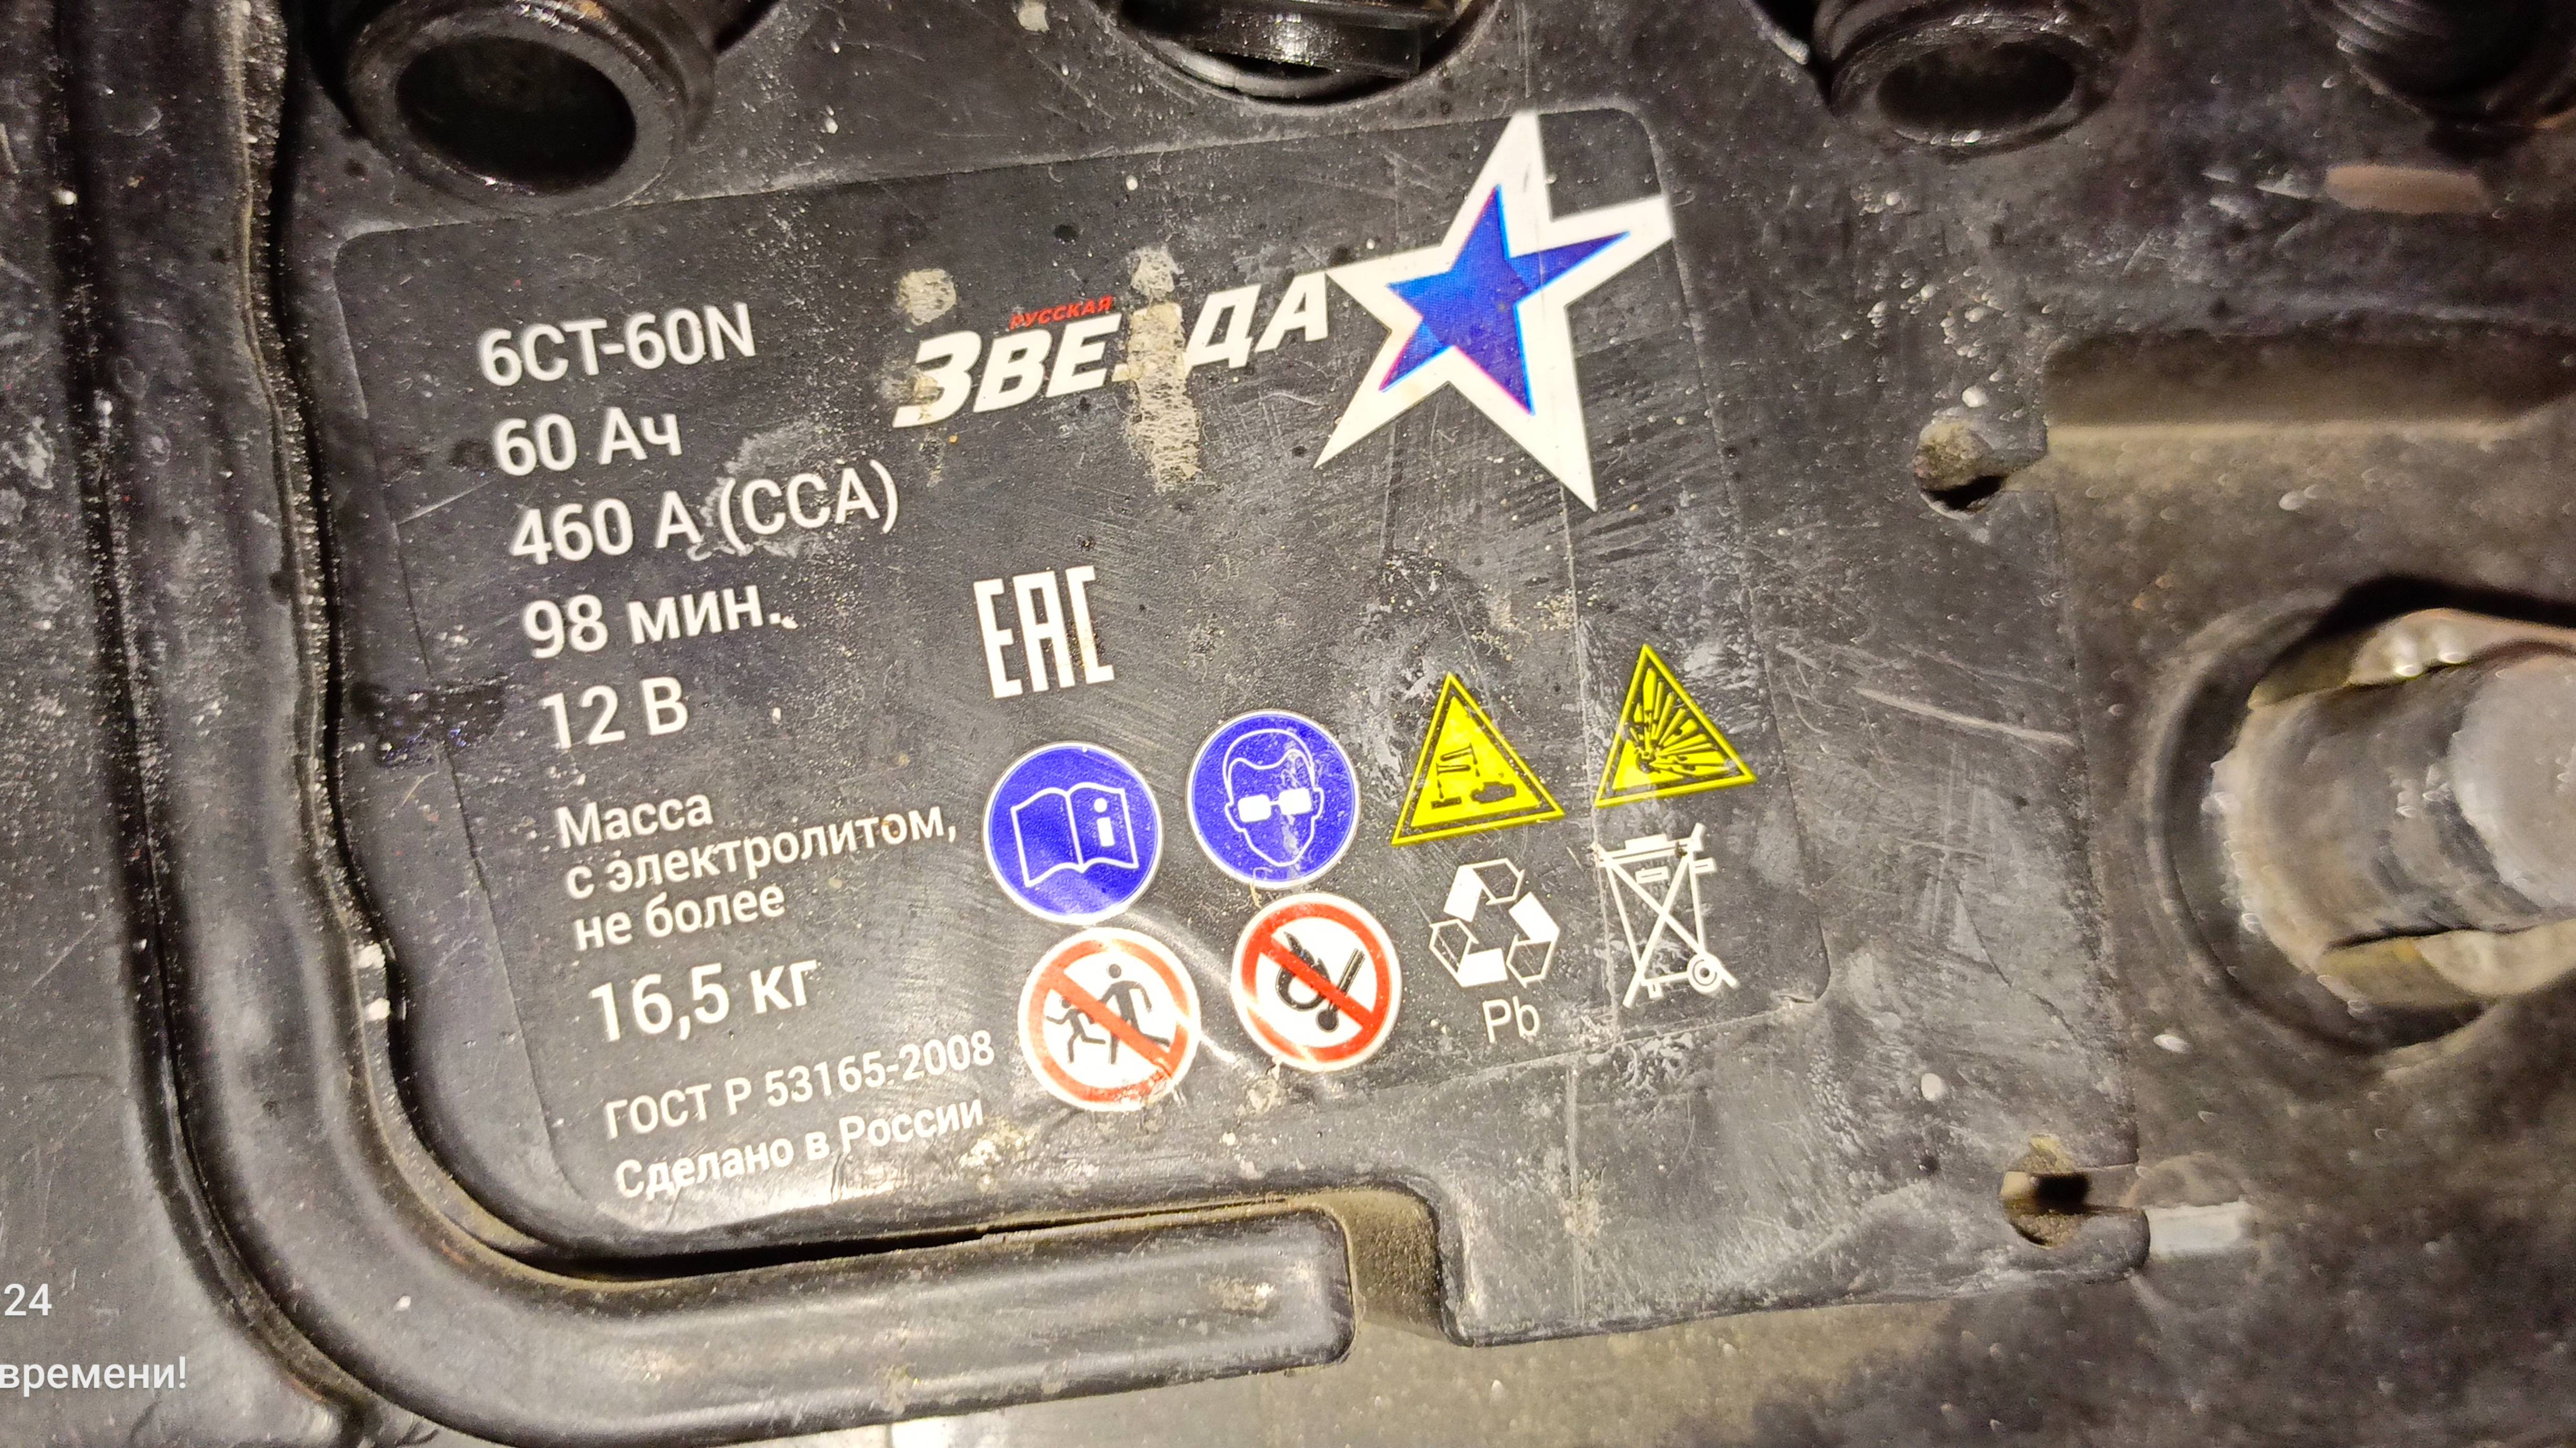 6СТ-60N
60 Ач
460 А (ССА)
98 мин.
12 В
Масса
с электролитом,
не более
16,5 кг
ГОСТ Р 53165-2008
Сделано в России
РУССКАЯ
ЗВЕЗДА
ЕАС
Pb
24
времени!